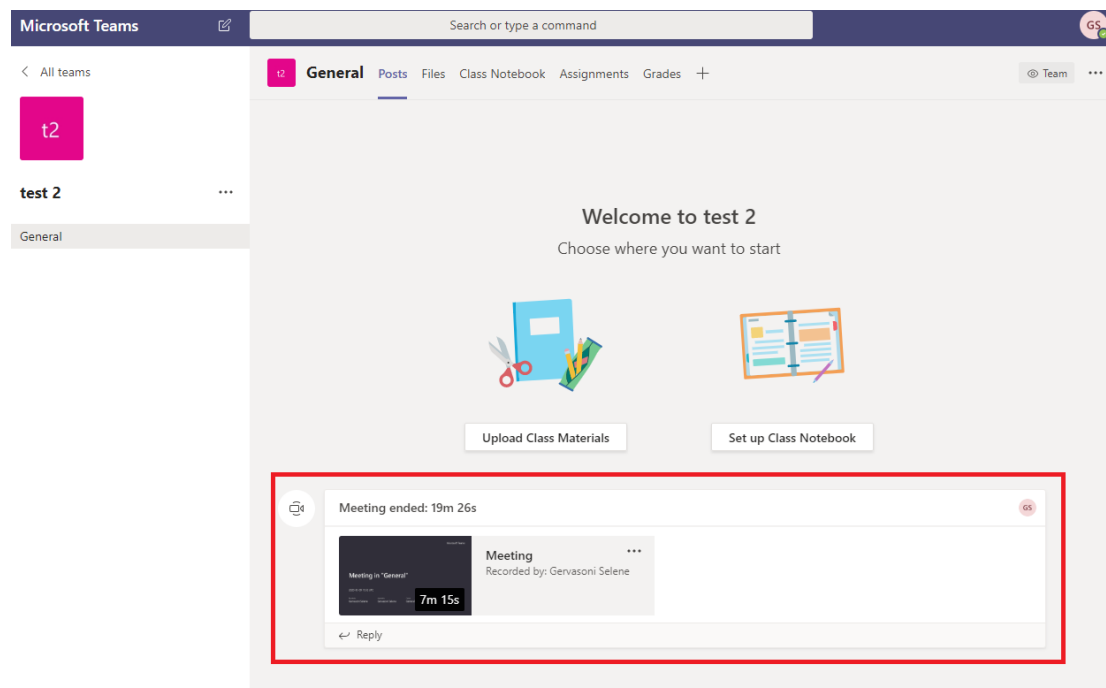 Microsoft Teams
Search or type a command
GS
All teams
t2
General Posts Files Class Notebook Assignments Grades
Team
t2
test 2
General
Welcome to test 2
Choose where you want to start
Upload Class Materials
Set up Class Notebook
Meeting ended: 19m 26s
GS
Meeting in "General"
7m 15s
Meeting
Recorded by: Gervasoni Selene
Reply